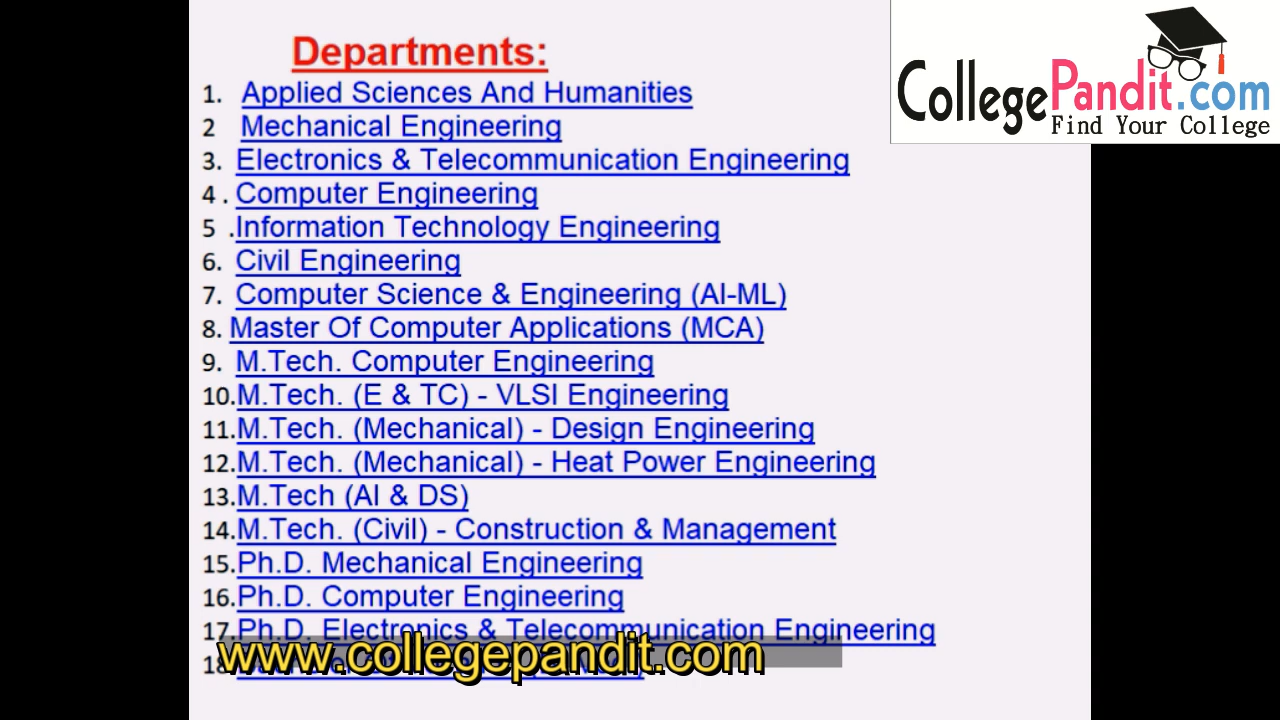 Departments:
1. Applied Sciences And Humanities
2 Mechanical Engineering
3. Electronics & Telecommunication Engineering
4 . Computer Engineering
5 .Information Technology Engineering
6. Civil Engineering
7. Computer Science & Engineering (AI-ML)
8. Master Of Computer Applications (MCA)
9. M.Tech. Computer Engineering
10.M.Tech. (E & TC) - VLSI Engineering
11.M.Tech. (Mechanical) - Design Engineering
12.M.Tech. (Mechanical) - Heat Power Engineering
13.M.Tech (AI & DS)
14.M.Tech. (Civil) - Construction & Management
15.Ph.D. Mechanical Engineering
16.Ph.D. Computer Engineering
17.Ph.D. Electronics & Telecommunication Engineering
www.collegepandit.com
CollegePandit.com
Find Your College